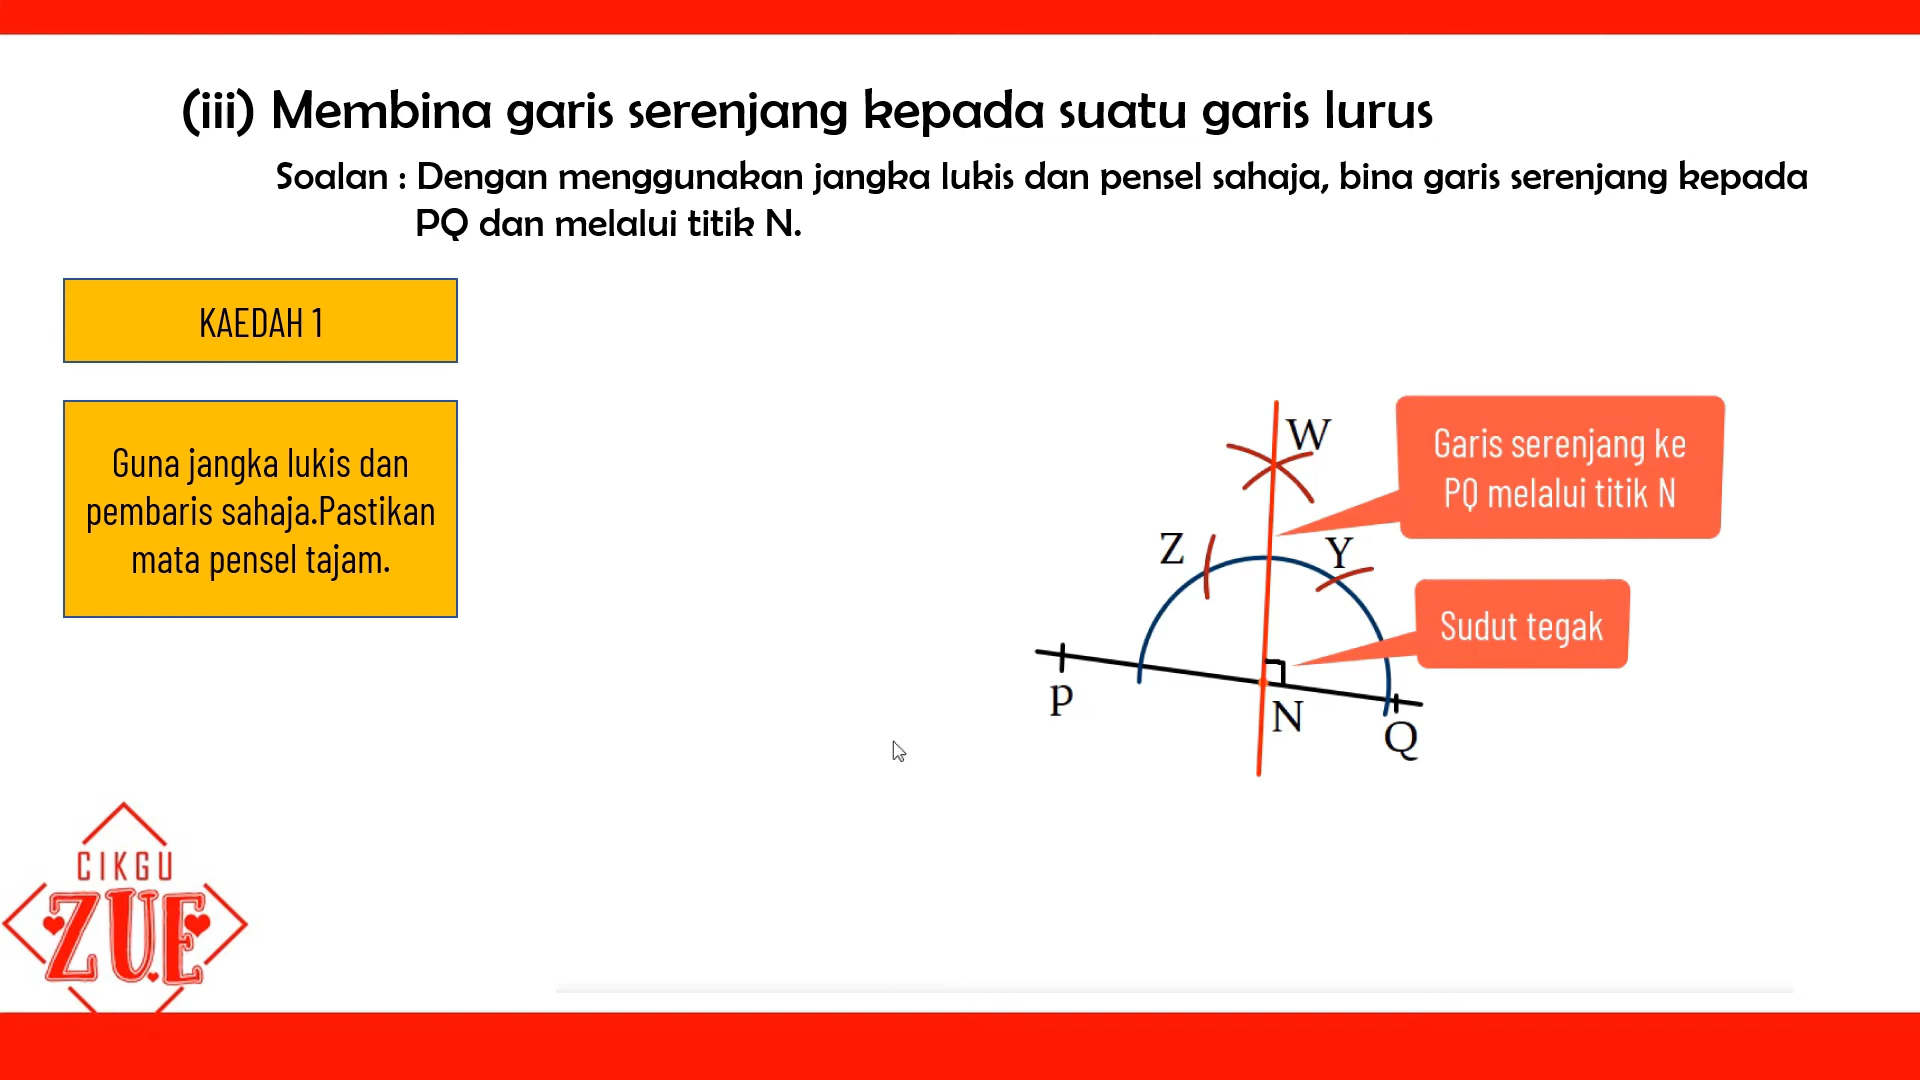 (iii) Membina garis serenjang kepada suatu garis lurus
Soalan : Dengan menggunakan jangka lukis dan pensel sahaja, bina garis serenjang kepada
PQ dan melalui titik N.
KAEDAH 1
Guna jangka lukis dan
pembaris sahaja.Pastikan
mata pensel tajam.
W
Garis serenjang ke
PQ melalui titik N
Z
Y
Sudut tegak
p
N
Q
CIKGU
ZUE